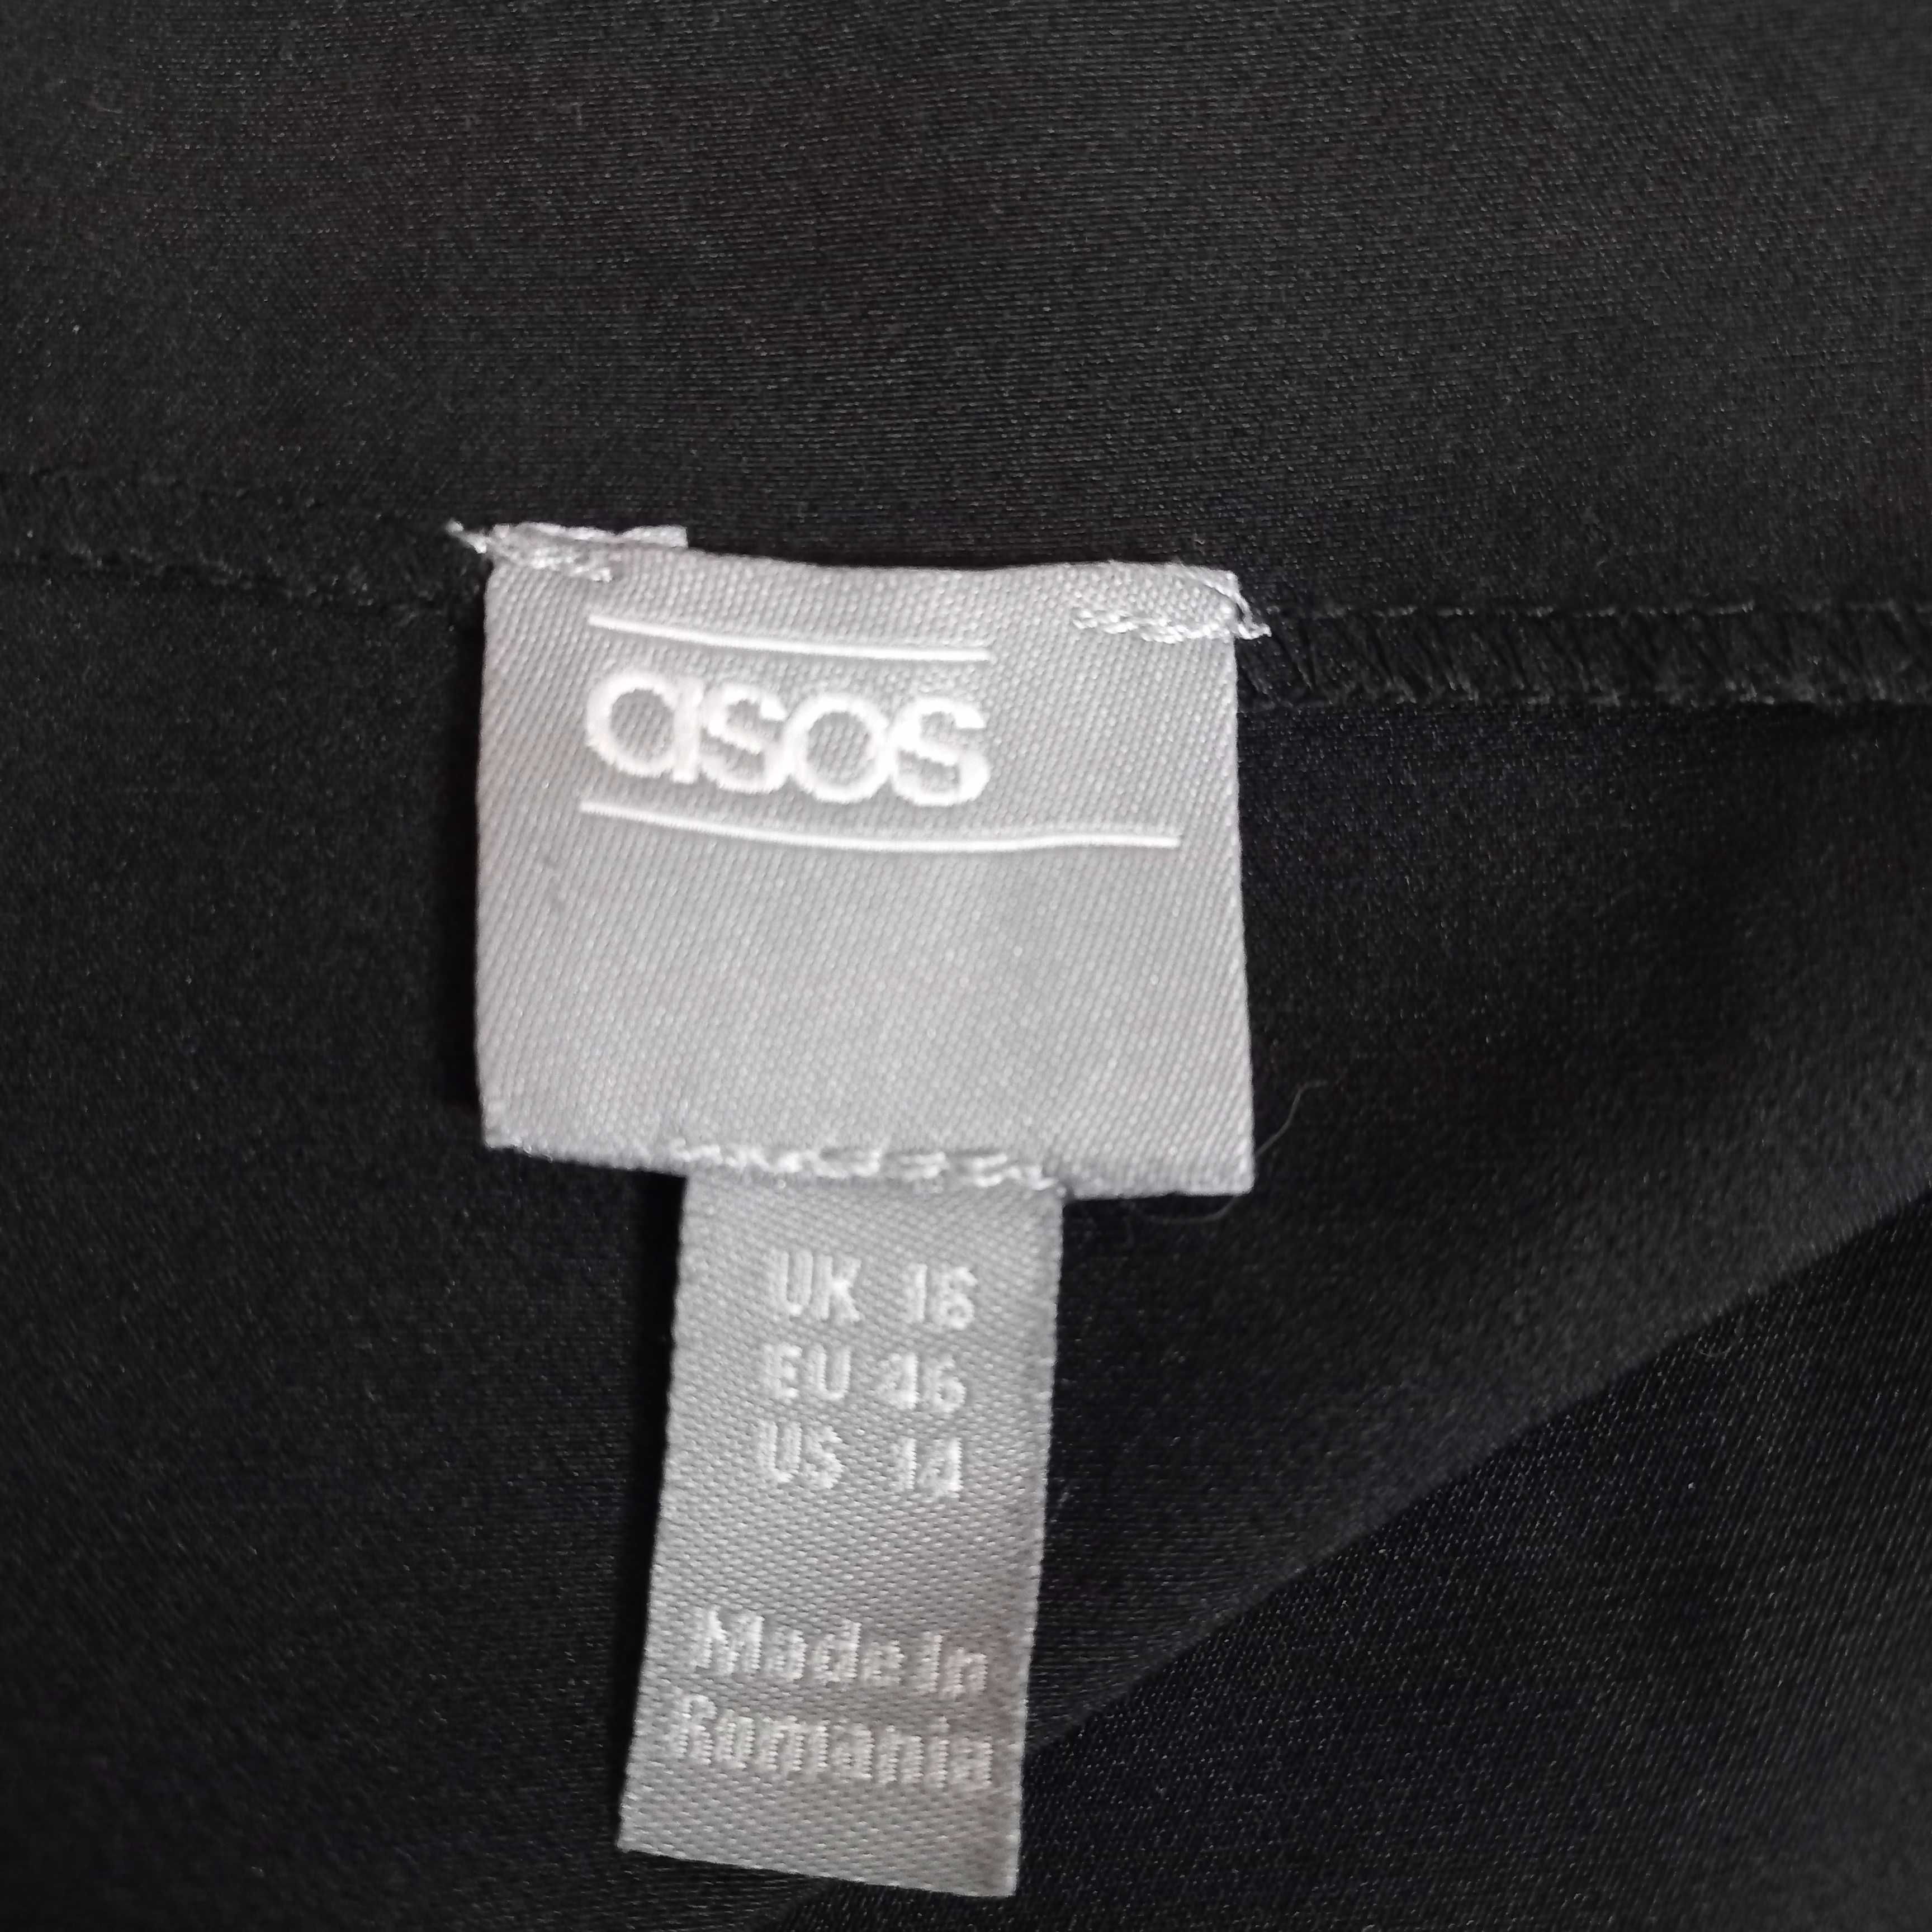 asos
UK 16
EU 46
US 14
Made In
Romania